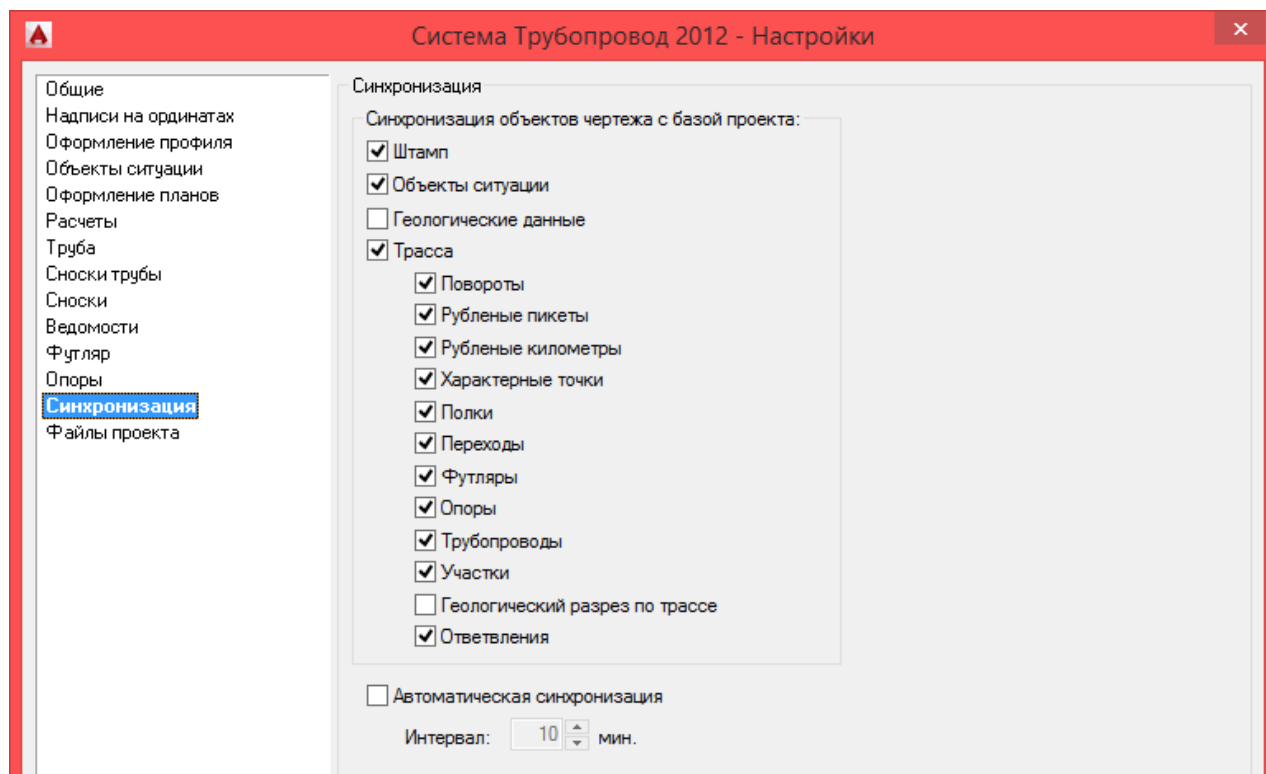 Система Трубопровод 2012 - Настройки
Общие
Надписи на ординатах
Оформление профиля
Объекты ситуации
Оформление планов
Расчеты
Труба
Сноски трубы
Сноски
Ведомости
Футляр
Опоры
Синхронизация
Файлы проекта
Синхронизация
Синхронизация объектов чертежа с базой проекта:
Штамп
Объекты ситуации
Геологические данные
Трасса
Повороты
Рубленые пикеты
Рубленые километры
Характерные точки
Полки
Переходы
Футляры
Опоры
Трубопроводы
Участки
Геологический разрез по трассе
Ответвления
Автоматическая синхронизация
Интервал: 10 мин.